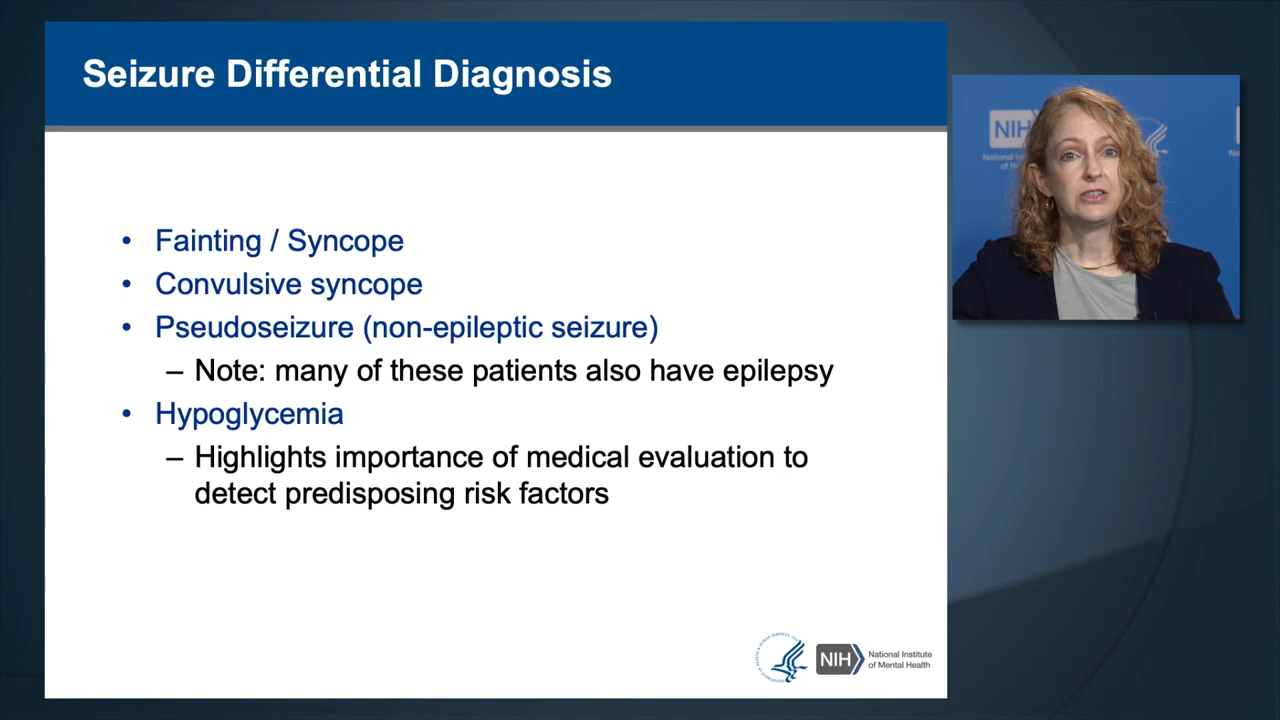 Seizure Differential Diagnosis
• Fainting / Syncope
• Convulsive syncope
• Pseudoseizure (non-epileptic seizure)
– Note: many of these patients also have epilepsy
• Hypoglycemia
– Highlights importance of medical evaluation to
detect predisposing risk factors
NIH
National Institute
of Mental Health
NIH